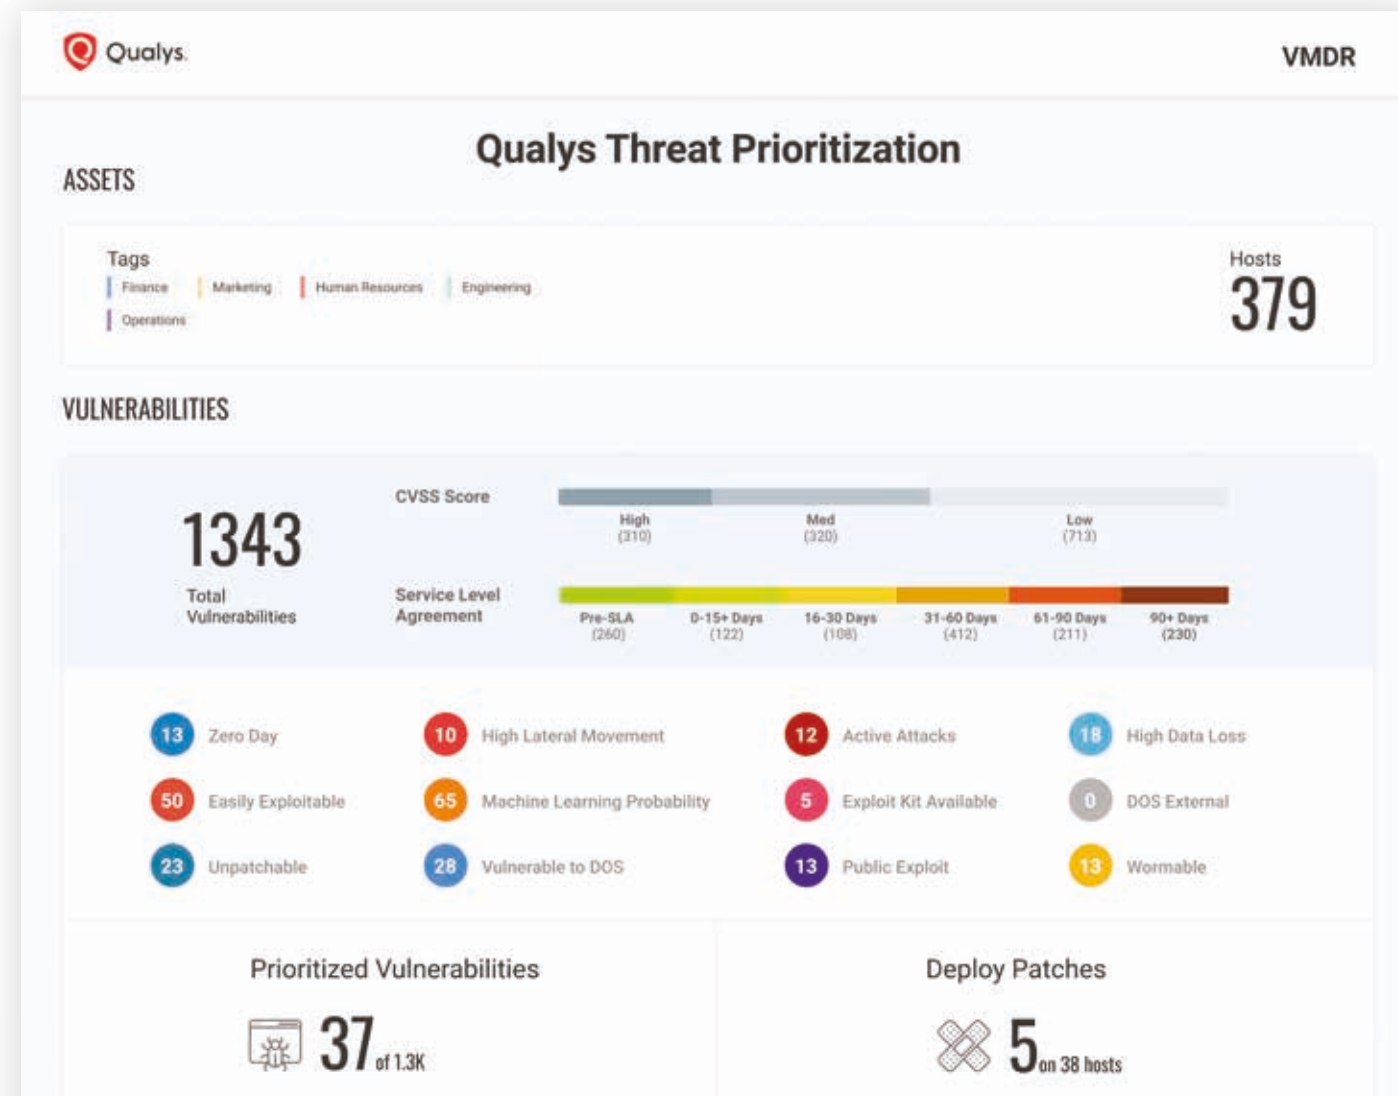 Qualys.
VMDR
Qualys Threat Prioritization
ASSETS
Tags
Finance Marketing Human Resources Engineering
Operations
Hosts
379
VULNERABILITIES
1343
Total
Vulnerabilities
CVSS Score
High Med Low
(310) (320) (713)
Service Level
Agreement
Pre-SLA 0-15+ Days 16-30 Days 31-60 Days 61-90 Days 90+ Days
(260) (122) (108) (412) (211) (230)
13 Zero Day 10 High Lateral Movement 12 Active Attacks 18 High Data Loss
50 Easily Exploitable 65 Machine Learning Probability 5 Exploit Kit Available 0 DOS External
23 Unpatchable 28 Vulnerable to DOS 13 Public Exploit 13 Wormable
Prioritized Vulnerabilities
37 of 1.3K
Deploy Patches
5 on 38 hosts